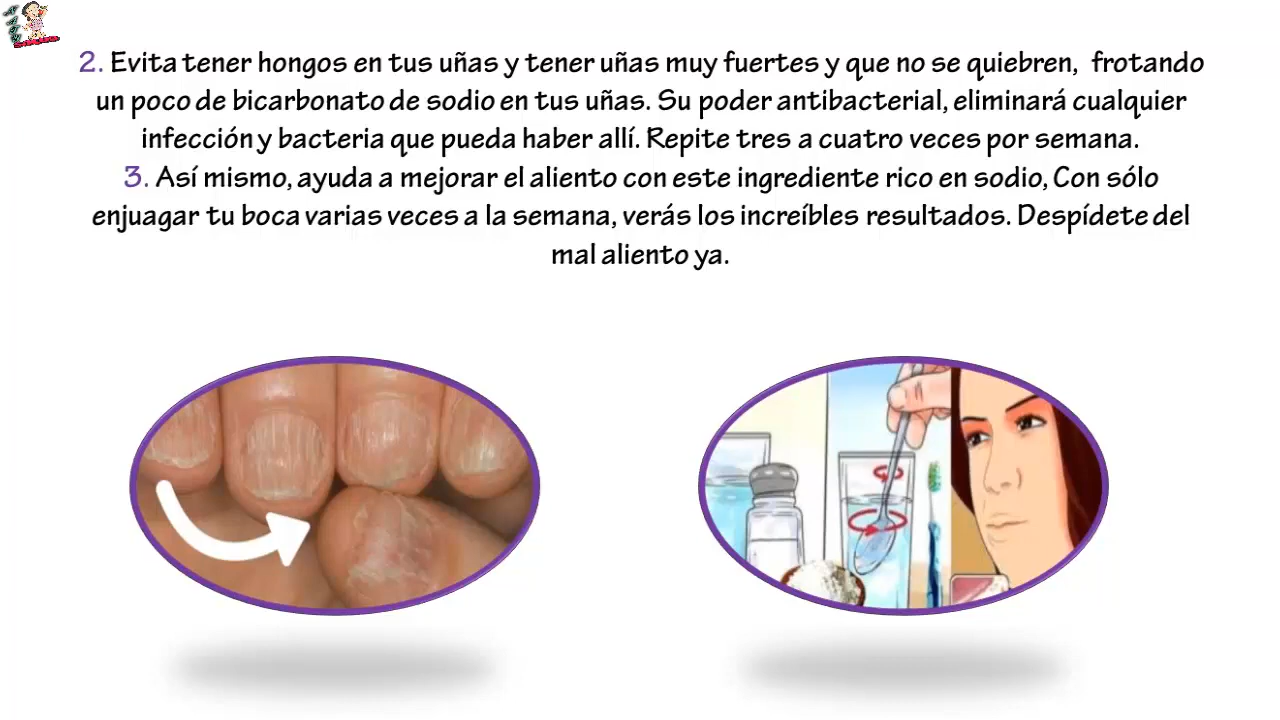 2. Evita tener hongos en tus uñas y tener uñas muy fuertes y que no se quiebren, frotando
un poco de bicarbonato de sodio en tus uñas. Su poder antibacterial, eliminará cualquier
infección y bacteria que pueda haber allí. Repite tres a cuatro veces por semana.
3. Así mismo, ayuda a mejorar el aliento con este ingrediente rico en sodio, Con sólo
enjuagar tu boca varias veces a la semana, verás los increíbles resultados. Despídete del
mal aliento ya.